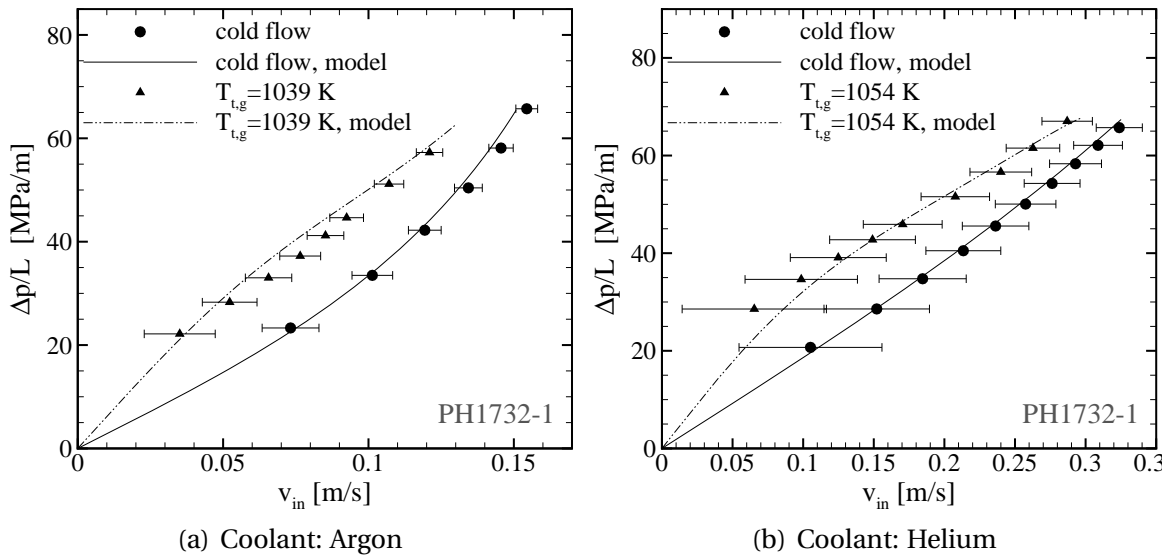 80
60
40
20
0
Δp/L [MPa/m]
cold flow
cold flow, model
T_t,g=1039 K
T_t,g=1039 K, model
PH1732-1
0 0.05 0.1 0.15
v_in [m/s]
(a) Coolant: Argon
80
60
40
20
0
Δp/L [MPa/m]
cold flow
cold flow, model
T_t,g=1054 K
T_t,g=1054 K, model
PH1732-1
0 0.05 0.1 0.15 0.2 0.25 0.3 0.3
v_in [m/s]
(b) Coolant: Helium